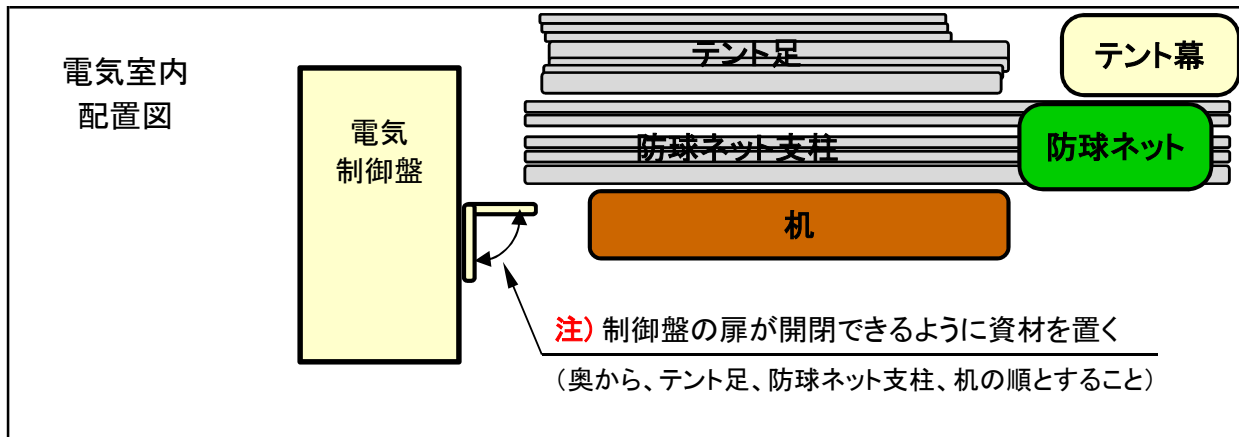 電気室内
配置図
電気
制御盤
テント足
テント幕
防球ネット支柱
防球ネット
机
注）制御盤の扉が開閉できるように資材を置く
（奥から、テント足、防球ネット支柱、机の順とすること）